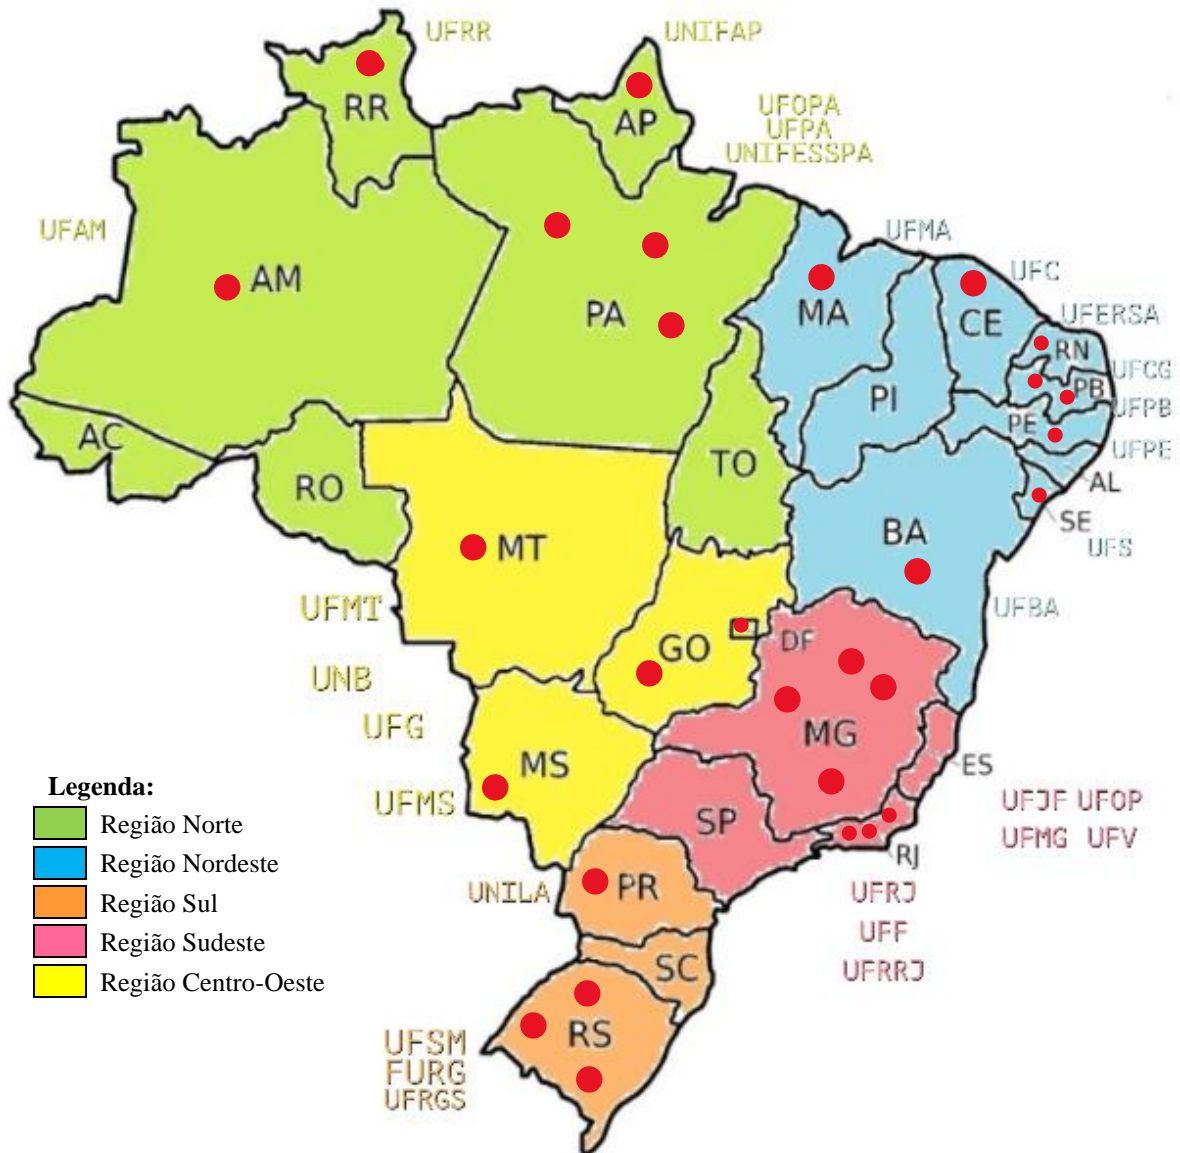 UFRR
UNIFAP
RR
AP
UFOPA
UFPA
UNIFESSPA
UFAM
AM
PA
MA
UFMA
CE
UFC
UFERSA
RN
UFCG
PB
UFPB
PI
PE
UFPE
AC
RO
TO
AL
SE
UFS
MT
BA
UFBA
UFMT
GO
DF
UNB
UFG
MG
MS
ES
UFMS
SP
RJ
UFJF UFOP
UFMG UFV
Legenda:
Região Norte
Região Nordeste
Região Sul
Região Sudeste
Região Centro-Oeste
UNILA
PR
UFRJ
UFF
UFRRJ
SC
RS
UFSM
FURG
UFRGS